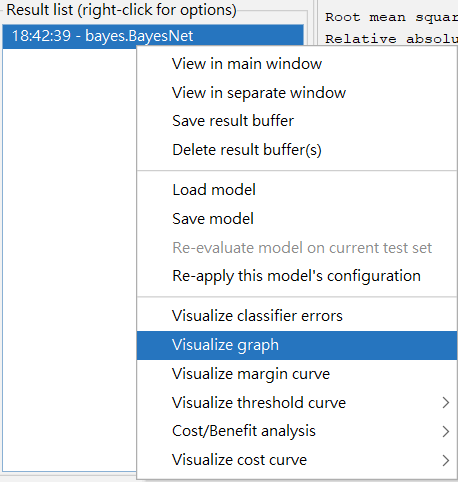 Result list (right-click for options)
18:42:39 - bayes.BayesNet
Root mean squar
Relative absolu
View in main window
View in separate window
Save result buffer
Delete result buffer(s)
Load model
Save model
Re-evaluate model on current test set
Re-apply this model's configuration
Visualize classifier errors
Visualize graph
Visualize margin curve
Visualize threshold curve
Cost/Benefit analysis
Visualize cost curve